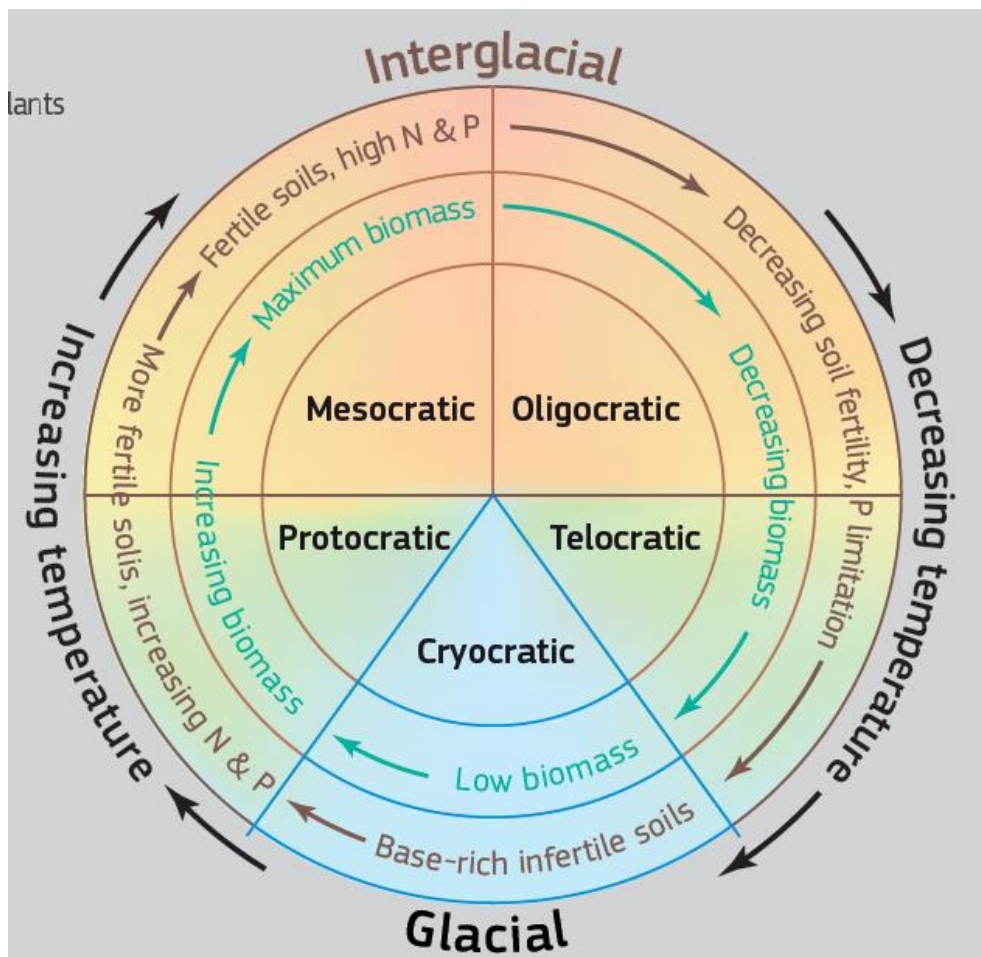 Interglacial
lants
Fertile soils, high N & P
Maximum biomass
Decreasing soil fertility, P limitation
Decreasing biomass
Increasing temperature
Decreasing temperature
More fertile solis, increasing N & P
Increasing biomass
Mesocratic
Oligocratic
Protocratic
Telocratic
Cryocratic
Low biomass
Base-rich infertile soils
Glacial